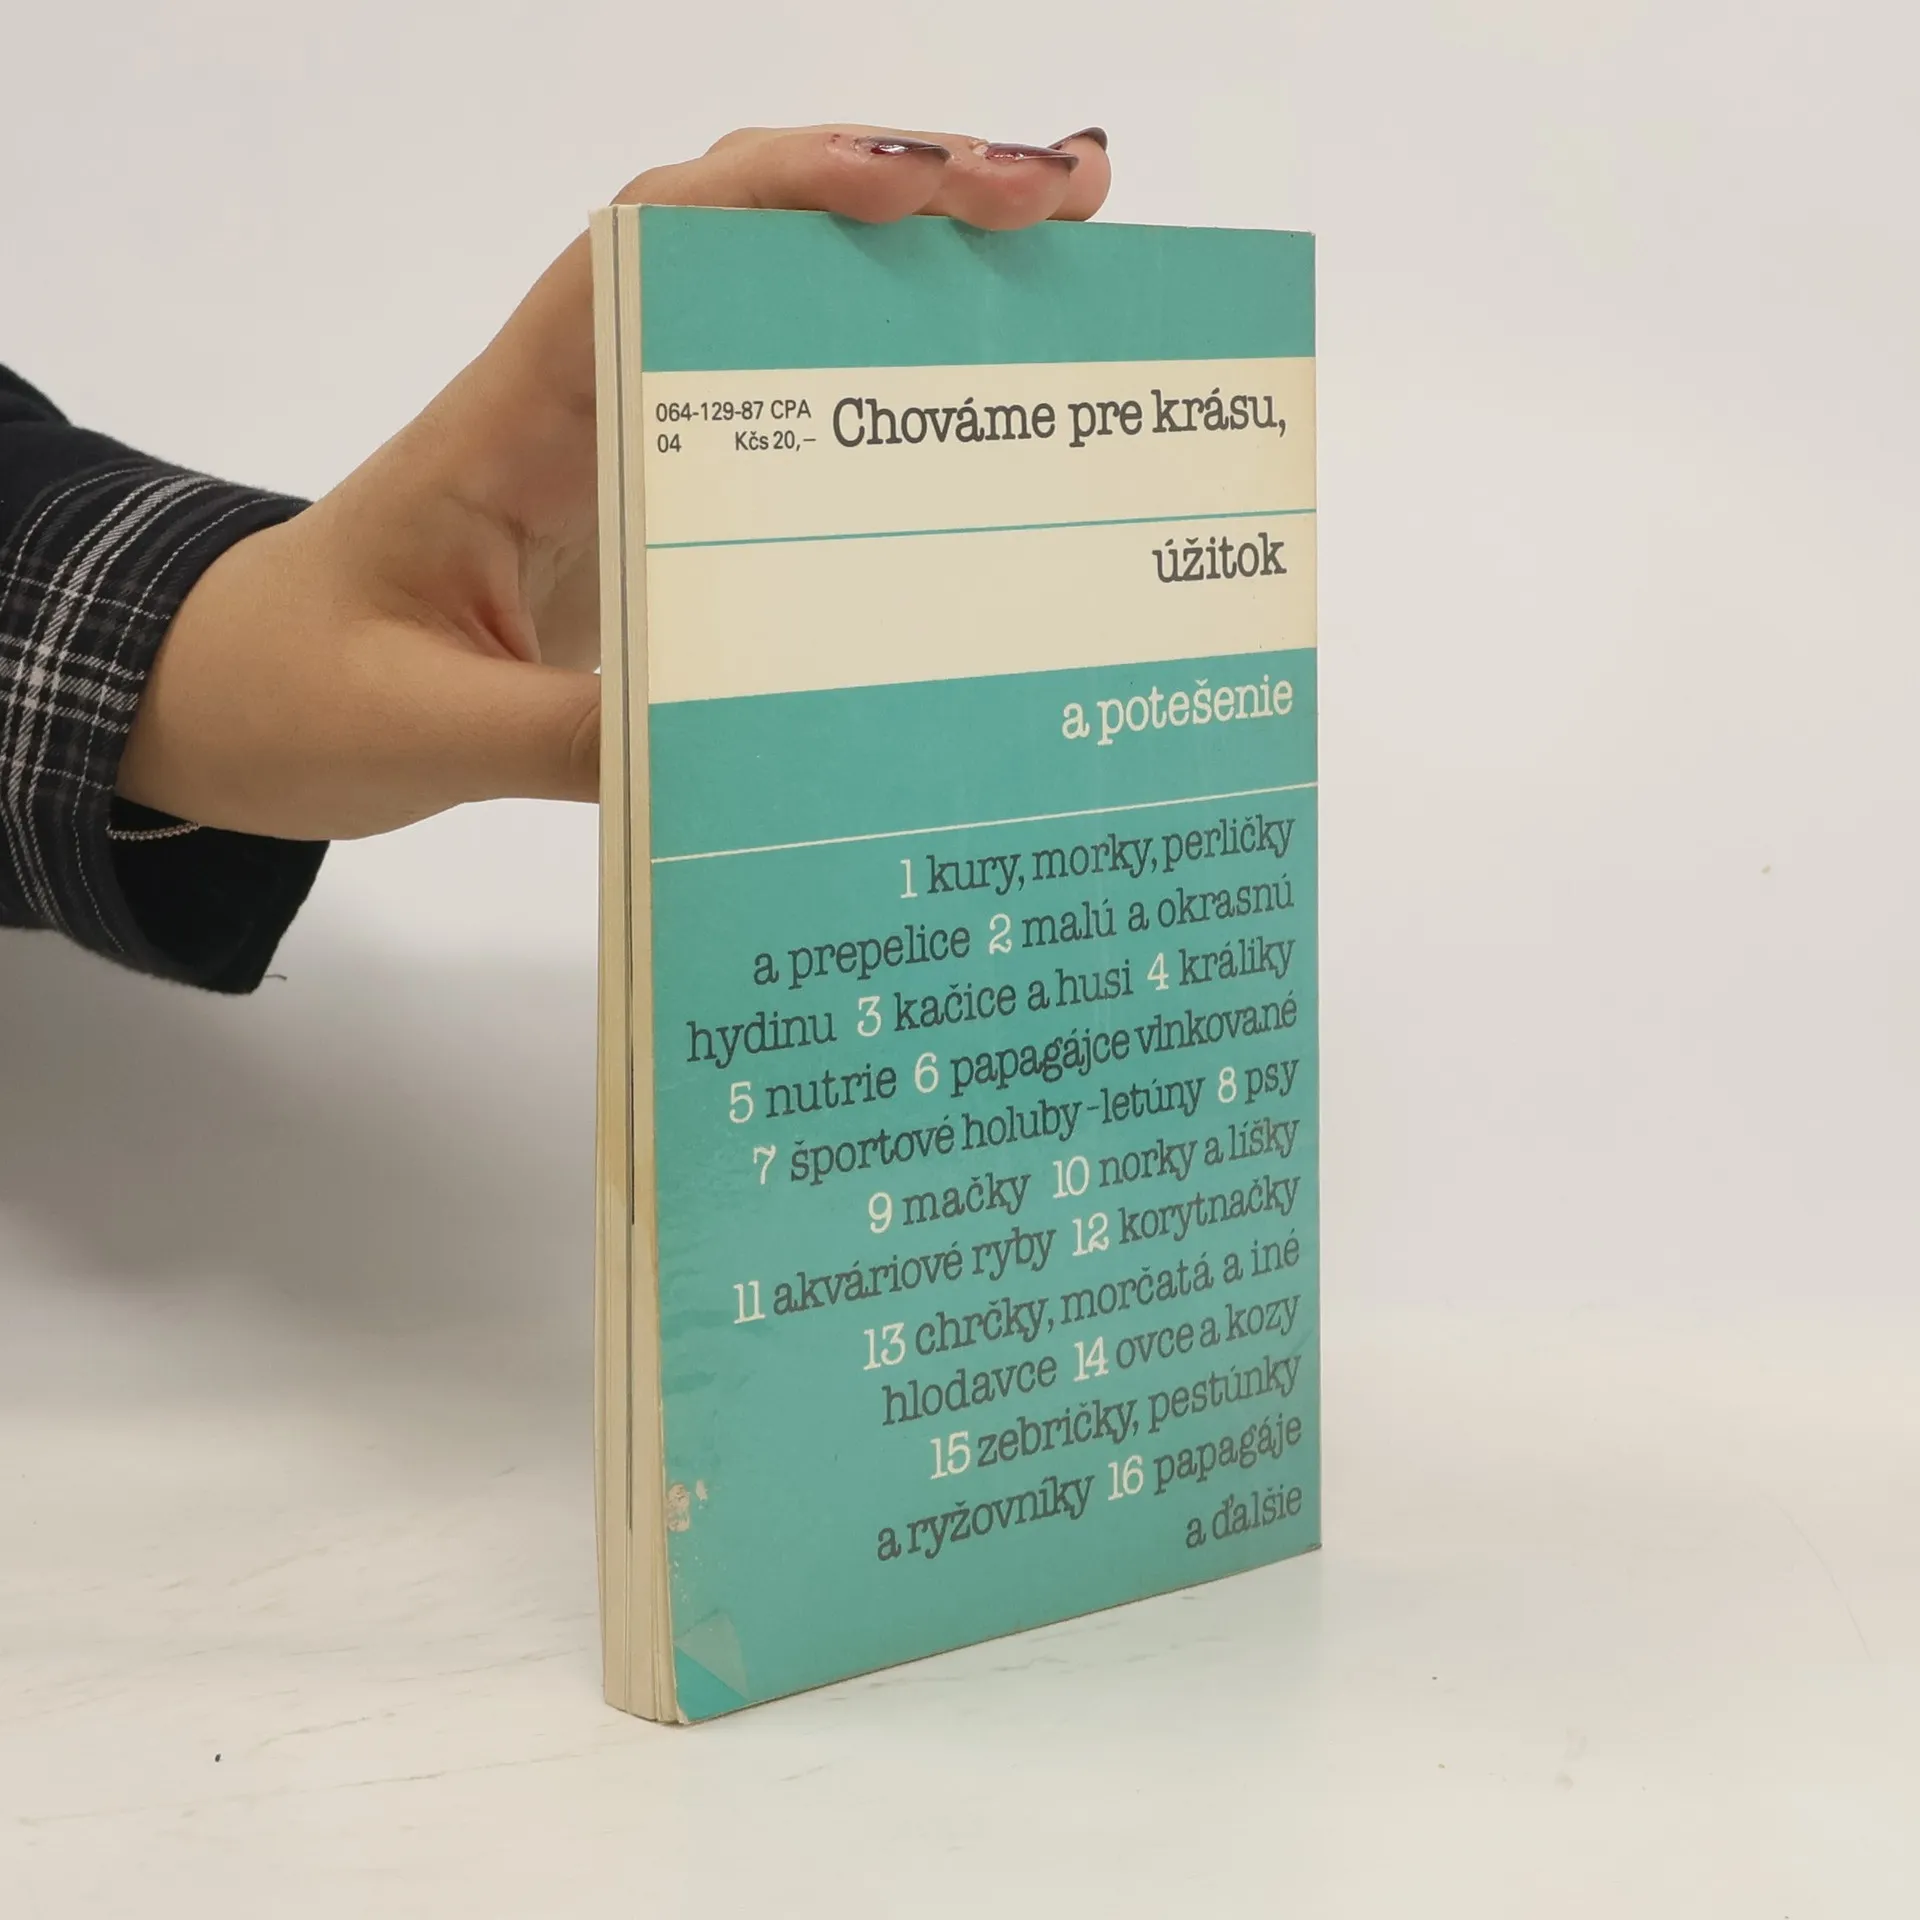 064-129-87 CPA
04 Kčs 20,–
Chováme pre krásu,
úžitok
a potešenie
1 kury, morky, perličky
a prepelice 2 malú a okrasnú
hydinu 3 kačice a husi 4 králiky
5 nutrie 6 papagájce vlnkované
7 športové holuby-letúny 8 psy
9 mačky 10 norky a líšky
11 akváriové ryby 12 korytnačky
13 chrčky, morčatá a iné
hlodavce 14 ovce a kozy
15 zebričky, pestúnky
a ryžovníky 16 papagáje
a ďalšie